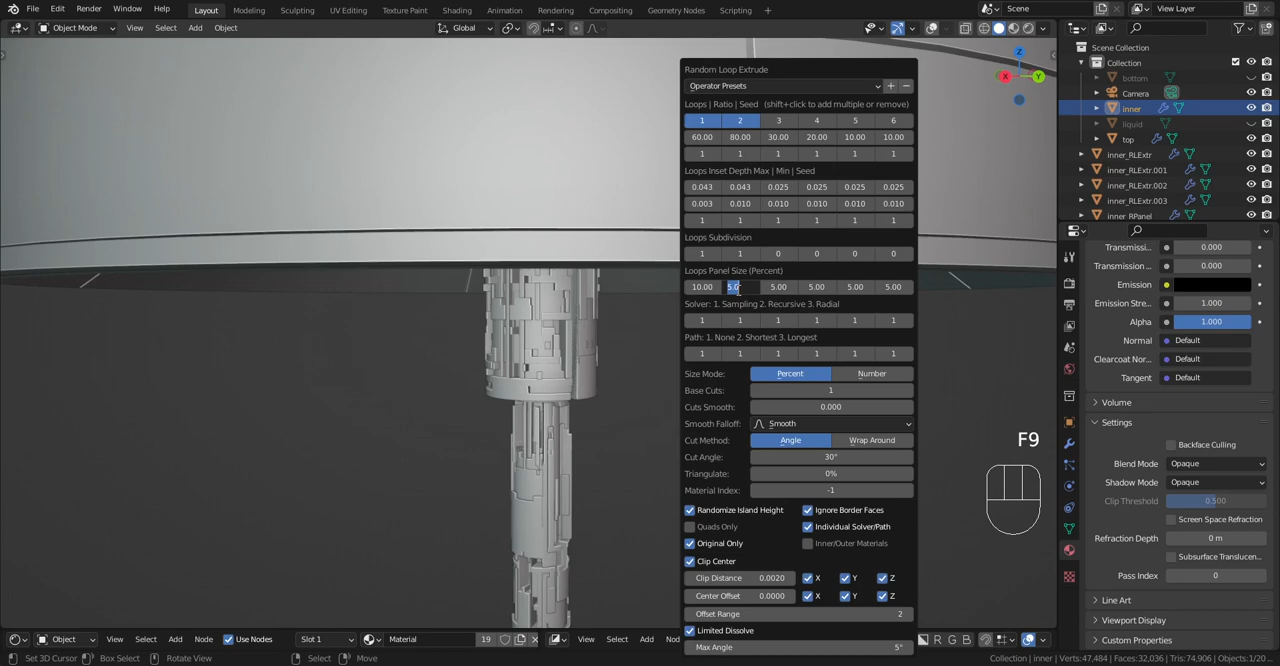 File Edit Render Window Help Layout Modeling Sculpting UV Editing Texture Paint Shading Animation Rendering Compositing Geometry Nodes Scripting + Scene View Layer
Object Mode View Select Add Object Global
Random Loop Extrude
Operator Presets + −
Loops | Ratio | Seed (shift+click to add multiple or remove)
1 2 3 4 5 6
60.00 80.00 30.00 20.00 10.00 10.00
1 1 1 1 1 1
Loops Inset Depth Max | Min | Seed
0.043 0.043 0.025 0.025 0.025 0.025
0.003 0.010 0.010 0.010 0.010 0.010
1 1 1 1 1 1
Loops Subdivision
1 1 0 0 0 0
Loops Panel Size (Percent)
10.00 5.0 5.00 5.00 5.00 5.00
Solver: 1. Sampling 2. Recursive 3. Radial
1 1 1 1 1 1
Path: 1. None 2. Shortest 3. Longest
1 1 1 1 1 1
Size Mode: Percent Number
Base Cuts: 1
Cuts Smooth: 0.000
Smooth Falloff: Smooth
Cut Method: Angle Wrap Around
Cut Angle: 30°
Triangulate: 0%
Material Index: -1
Randomize Island Height Ignore Border Faces
Quads Only Individual Solver/Path
Original Only Inner/Outer Materials
Clip Center
Clip Distance 0.0020 X Y Z
Center Offset 0.0000 X Y Z
Offset Range 2
Limited Dissolve
Max Angle 5°
Z
X
Y
F9
Scene Collection
Collection
bottom
Camera
inner
liquid
top
inner_RLExtr
inner_RLExtr.001
inner_RLExtr.002
inner_RLExtr.003
inner RPanel
Transmissi... 0.000
Transmission ... 0.000
Emission
Emission Stre... 1.000
Alpha 1.000
Normal Default
Clearcoat Nor... Default
Tangent Default
Volume
Settings
Backface Culling
Blend Mode Opaque
Shadow Mode Opaque
Clip Threshold 0.500
Screen Space Refraction
Refraction Depth 0 m
Subsurface Translucen...
Pass Index 0
Line Art
Viewport Display
Custom Properties
Object View Select Add Node Use Nodes Slot 1 Material 19 View Select Add Nod R G B
Set 3D Cursor Box Select Rotate View Select Move Collection | inner | Verts:47,484 | Faces:32,036 | Tris:74,906 | Objects:1/20 ...